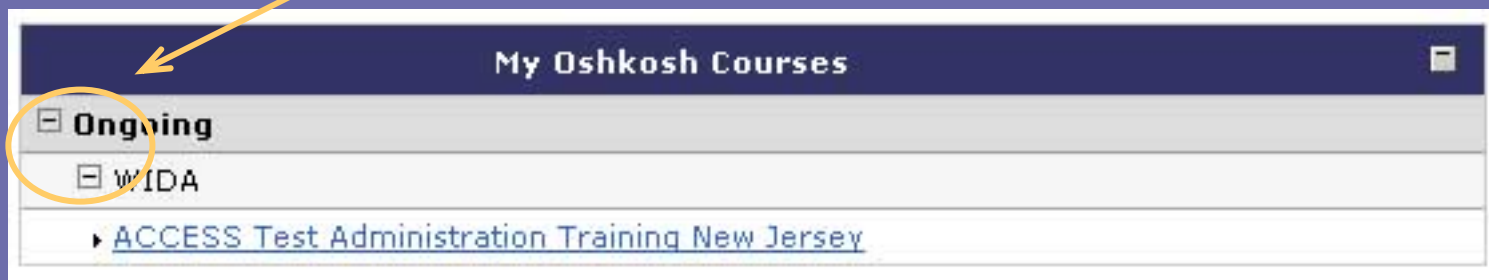 My Oshkosh Courses
Ongoing
WIDA
ACCESS Test Administration Training New Jersey